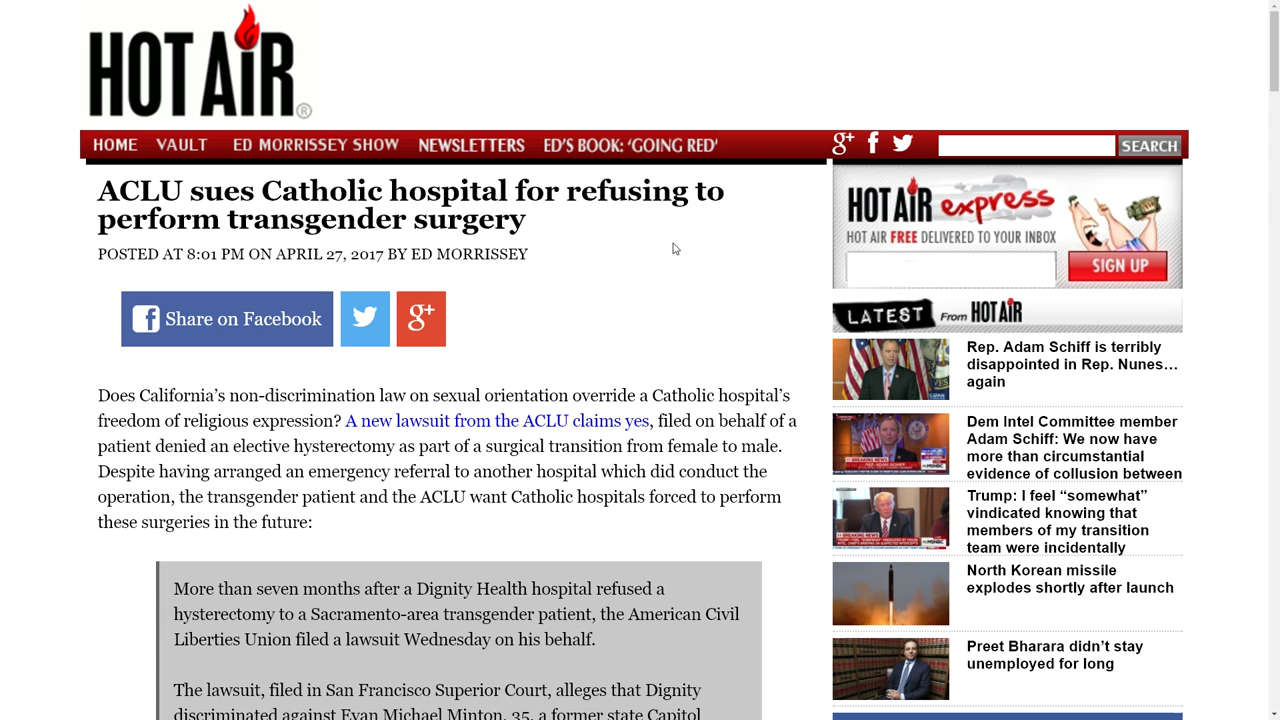 HOT AIR®
HOME VAULT ED MORRISSEY SHOW NEWSLETTERS ED'S BOOK: 'GOING RED' g+ f SEARCH
ACLU sues Catholic hospital for refusing to
perform transgender surgery
POSTED AT 8:01 PM ON APRIL 27, 2017 BY ED MORRISSEY
f Share on Facebook g+
Does California’s non-discrimination law on sexual orientation override a Catholic hospital’s
freedom of religious expression? A new lawsuit from the ACLU claims yes, filed on behalf of a
patient denied an elective hysterectomy as part of a surgical transition from female to male.
Despite having arranged an emergency referral to another hospital which did conduct the
operation, the transgender patient and the ACLU want Catholic hospitals forced to perform
these surgeries in the future:
More than seven months after a Dignity Health hospital refused a
hysterectomy to a Sacramento-area transgender patient, the American Civil
Liberties Union filed a lawsuit Wednesday on his behalf.
The lawsuit, filed in San Francisco Superior Court, alleges that Dignity
discriminated against Evan Michael Minton, 35, a former state Capitol
HOT AIR express
HOT AIR FREE DELIVERED TO YOUR INBOX
SIGN UP
LATEST From HOT AIR
Rep. Adam Schiff is terribly
disappointed in Rep. Nunes…
again
Dem Intel Committee member
Adam Schiff: We now have
more than circumstantial
evidence of collusion between
Trump: I feel “somewhat”
vindicated knowing that
members of my transition
team were incidentally
North Korean missile
explodes shortly after launch
Preet Bharara didn’t stay
unemployed for long